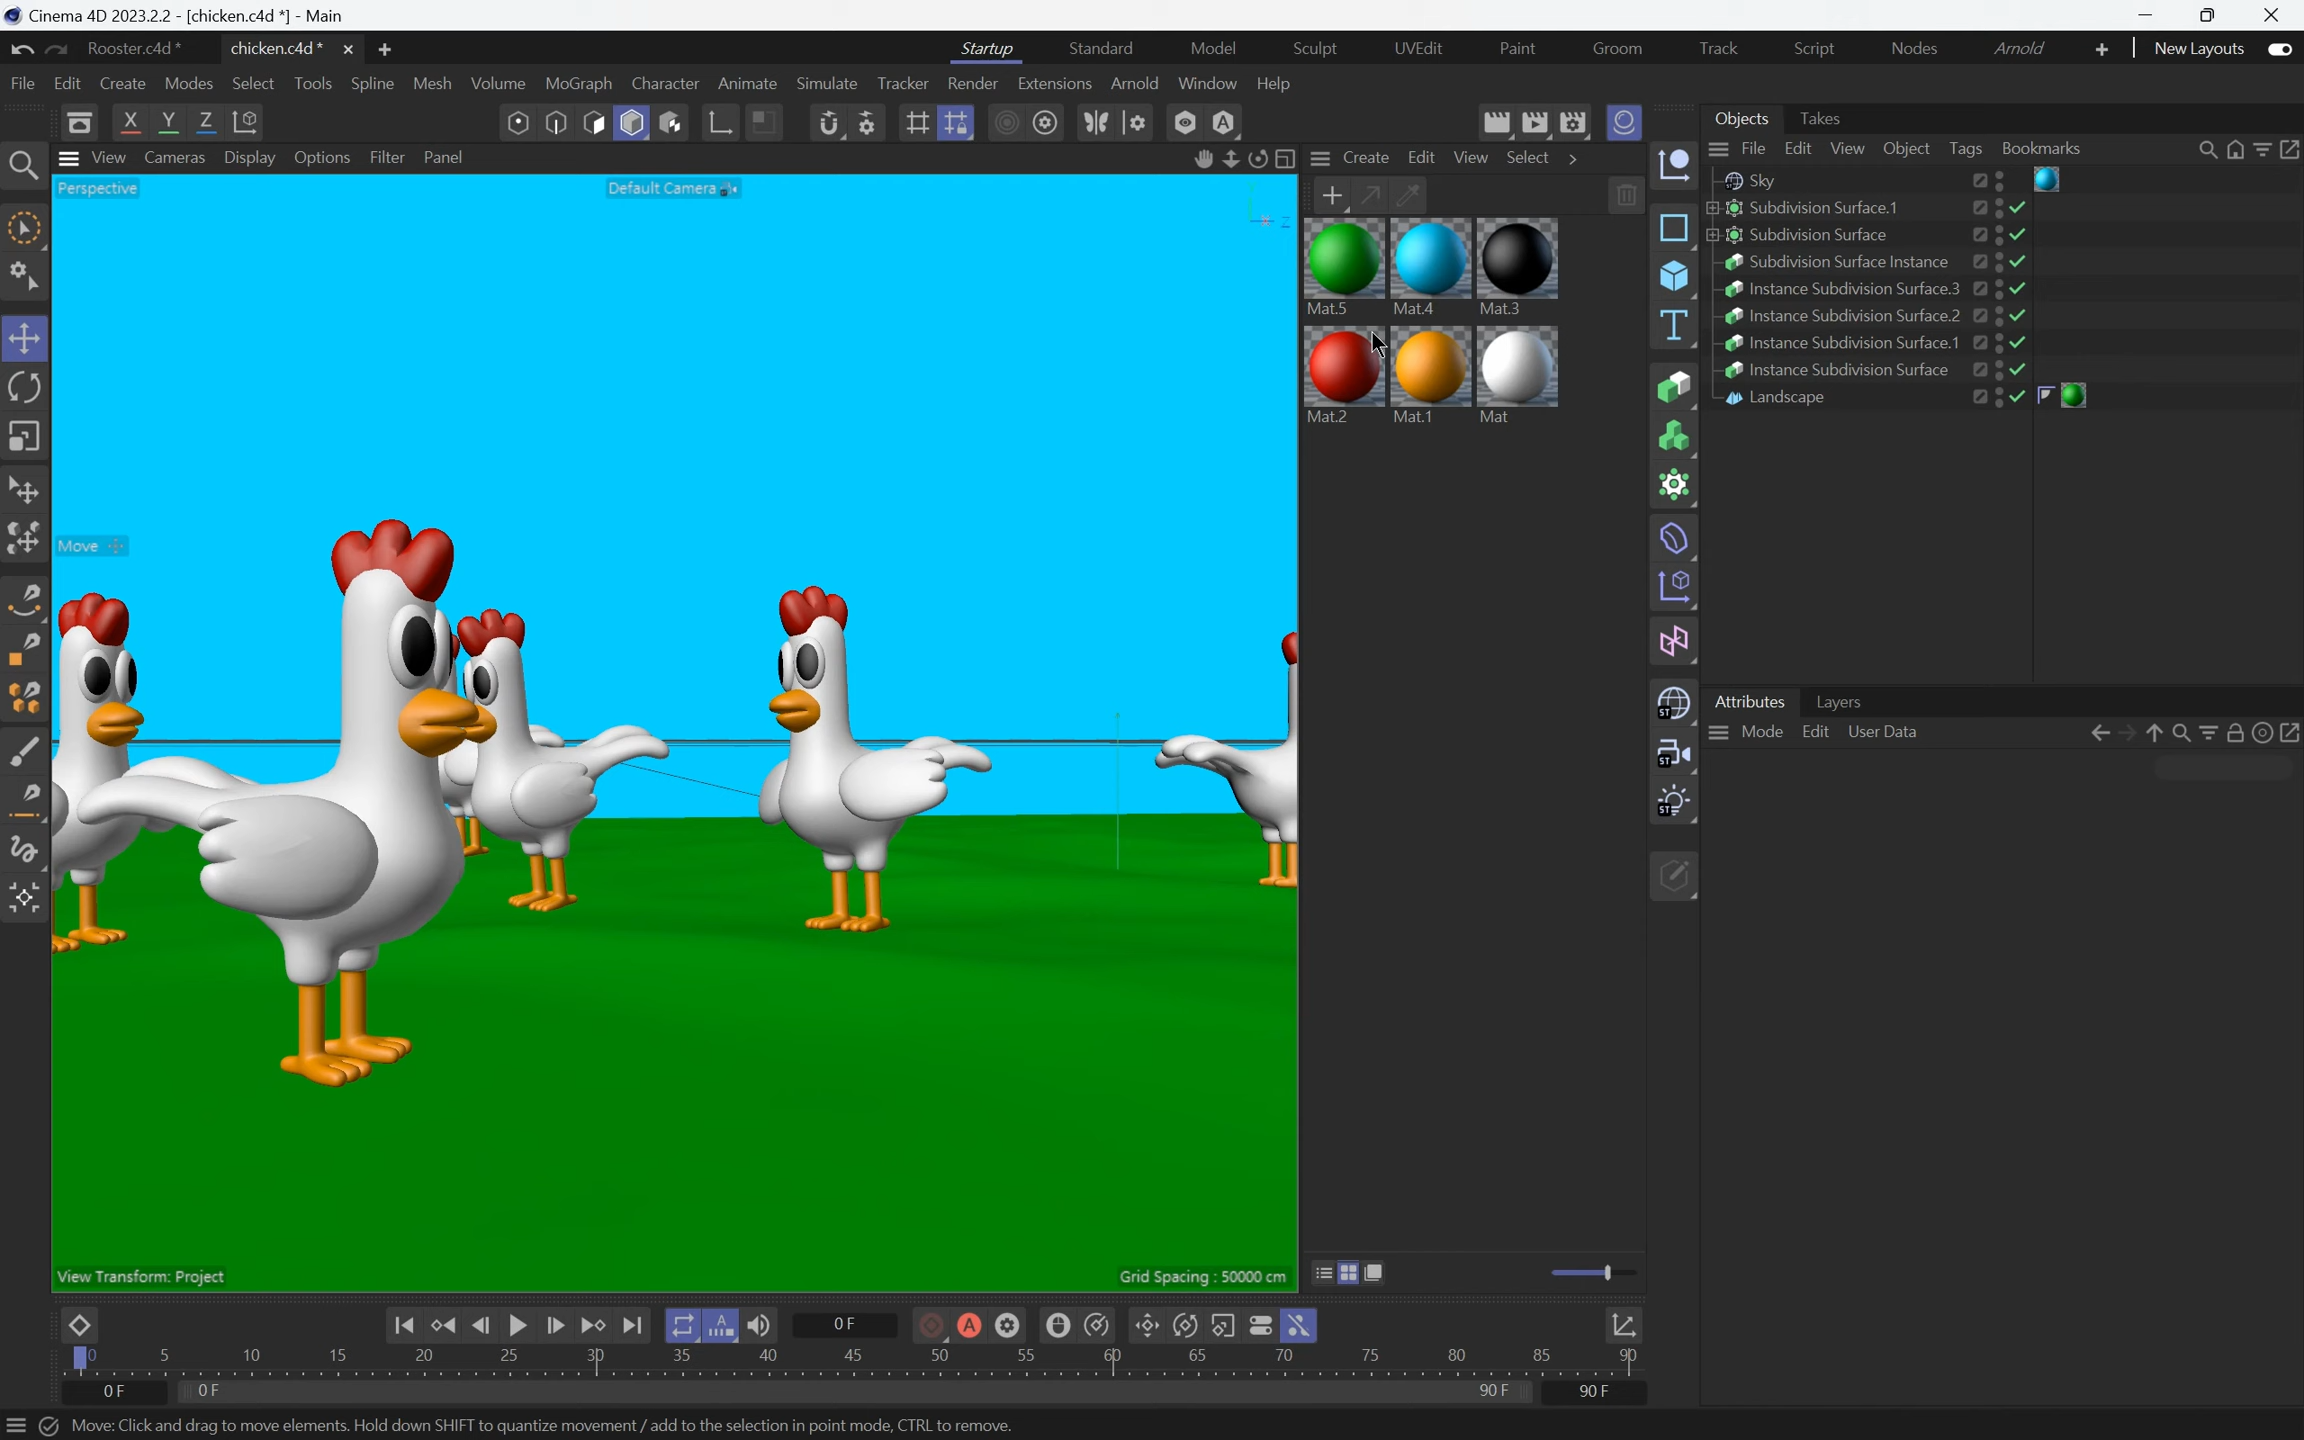 Cinema 4D 2023.2.2 - [chicken.c4d *] - Main
Rooster.c4d * chicken.c4d * Startup Standard Model Sculpt UVEdit Paint Groom Track Script Nodes Arnold New Layouts
File Edit Create Modes Select Tools Spline Mesh Volume MoGraph Character Animate Simulate Tracker Render Extensions Arnold Window Help
X Y Z
View Cameras Display Options Filter Panel
Perspective
Default Camera
Z
Move
View Transform: Project
Grid Spacing : 50000 cm
Create Edit View Select
Mat.5 Mat.4 Mat.3
Mat.2 Mat.1 Mat
Objects Takes
File Edit View Object Tags Bookmarks
Sky
Subdivision Surface.1
Subdivision Surface
Subdivision Surface Instance
Instance Subdivision Surface.3
Instance Subdivision Surface.2
Instance Subdivision Surface.1
Instance Subdivision Surface
Landscape
ST
ST
ST
Attributes Layers
Mode Edit User Data
0 F
0 5 10 15 20 25 30 35 40 45 50 55 60 65 70 75 80 85 90
0 F 0 F 90 F 90 F
Move: Click and drag to move elements. Hold down SHIFT to quantize movement / add to the selection in point mode, CTRL to remove.